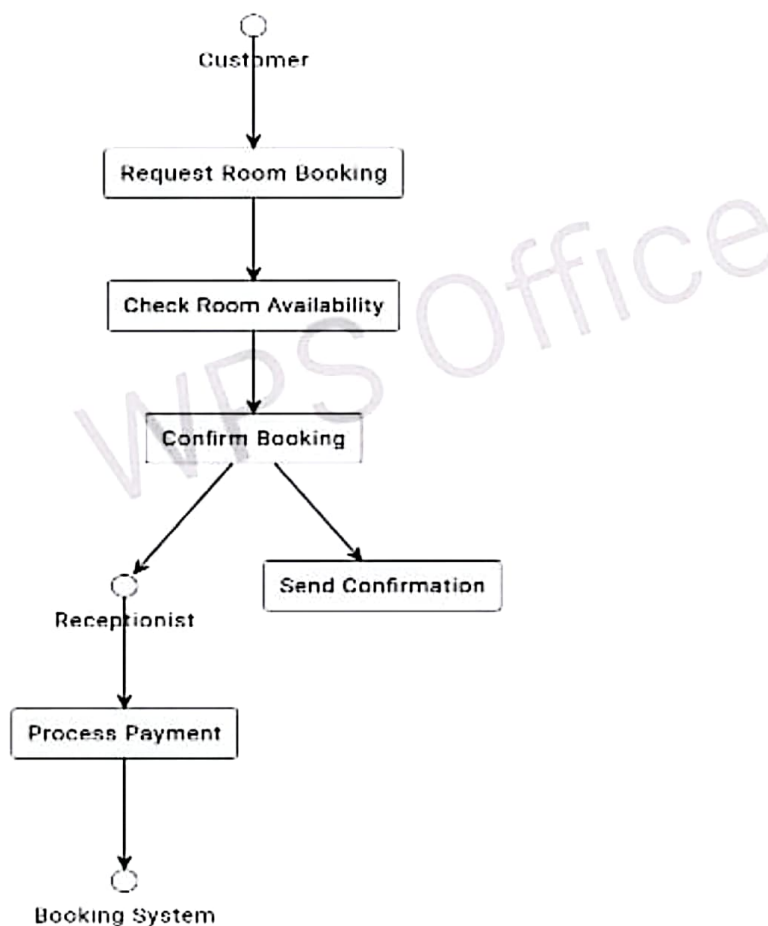 Customer
Request Room Booking
Check Room Availability
WPS Office
Confirm Booking
Send Confirmation
Receptionist
Process Payment
Booking System